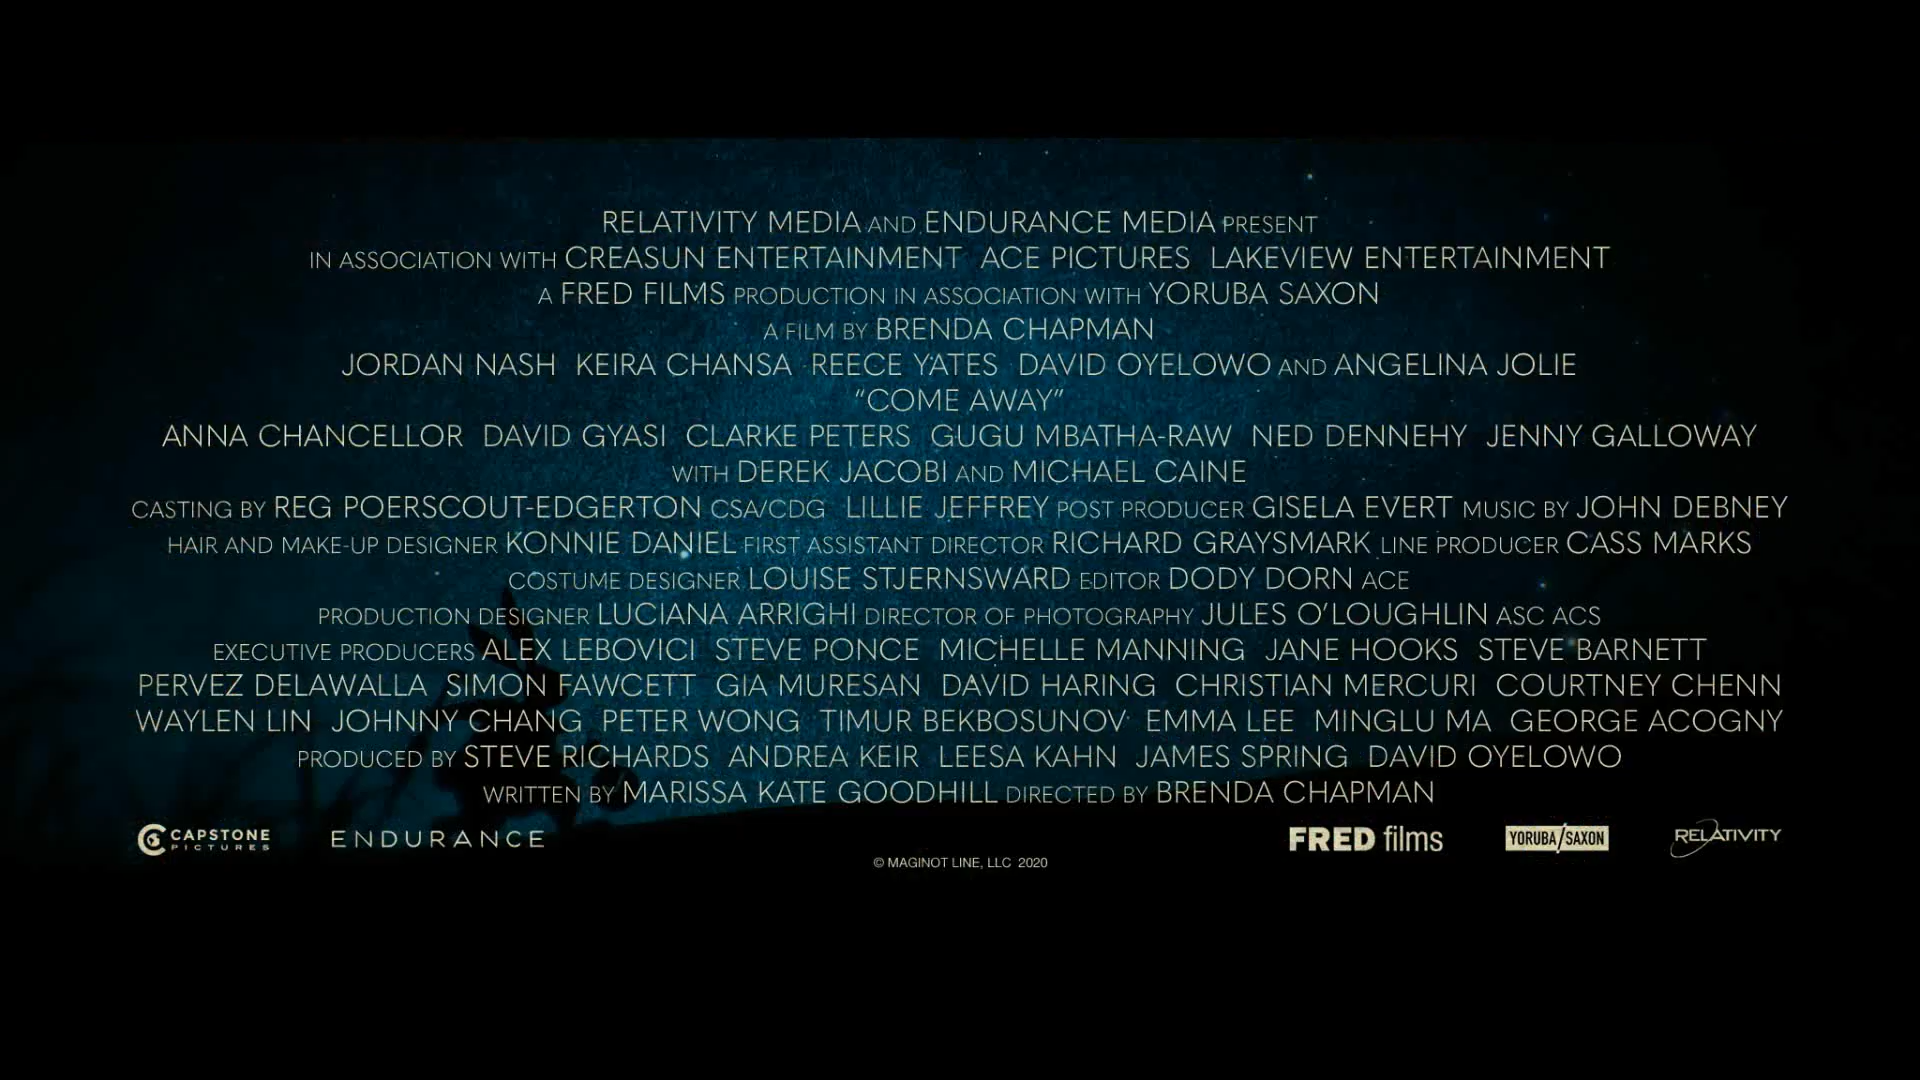 RELATIVITY MEDIA AND ENDURANCE MEDIA PRESENT
IN ASSOCIATION WITH CREASUN ENTERTAINMENT ACE PICTURES LAKEVIEW ENTERTAINMENT
A FRED FILMS PRODUCTION IN ASSOCIATION WITH YORUBA SAXON
A FILM BY BRENDA CHAPMAN
JORDAN NASH KEIRA CHANSA REECE YATES DAVID OYELOWO AND ANGELINA JOLIE
“COME AWAY”
ANNA CHANCELLOR DAVID GYASI CLARKE PETERS GUGU MBATHA-RAW NED DENNEHY JENNY GALLOWAY
WITH DEREK JACOBI AND MICHAEL CAINE
CASTING BY REG POERSCOUT-EDGERTON CSA/CDG LILLIE JEFFREY POST PRODUCER GISELA EVERT MUSIC BY JOHN DEBNEY
HAIR AND MAKE-UP DESIGNER KONNIE DANIEL FIRST ASSISTANT DIRECTOR RICHARD GRAYSMARK LINE PRODUCER CASS MARKS
COSTUME DESIGNER LOUISE STJERNSWARD EDITOR DODY DORN ACE
PRODUCTION DESIGNER LUCIANA ARRIGHI DIRECTOR OF PHOTOGRAPHY JULES O’LOUGHLIN ASC ACS
EXECUTIVE PRODUCERS ALEX LEBOVICI STEVE PONCE MICHELLE MANNING JANE HOOKS STEVE BARNETT
PERVEZ DELAWALLA SIMON FAWCETT GIA MURESAN DAVID HARING CHRISTIAN MERCURI COURTNEY CHENN
WAYLEN LIN JOHNNY CHANG PETER WONG TIMUR BEKBOSUNOV EMMA LEE MINGLU MA GEORGE ACOGNY
PRODUCED BY STEVE RICHARDS ANDREA KEIR LEESA KAHN JAMES SPRING DAVID OYELOWO
WRITTEN BY MARISSA KATE GOODHILL DIRECTED BY BRENDA CHAPMAN
CAPSTONE PICTURES
ENDURANCE
FRED films
YORUBA/SAXON
RELATIVITY
© MAGINOT LINE, LLC 2020